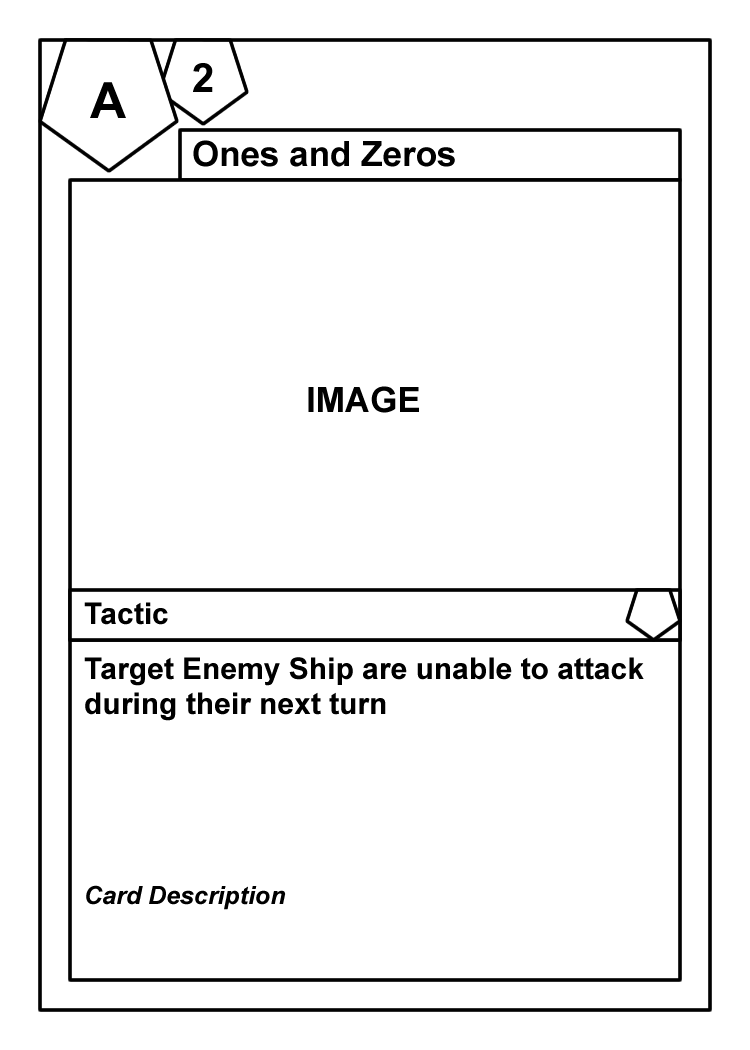 A
2
Ones and Zeros
IMAGE
Tactic
Target Enemy Ship are unable to attack
during their next turn
Card Description